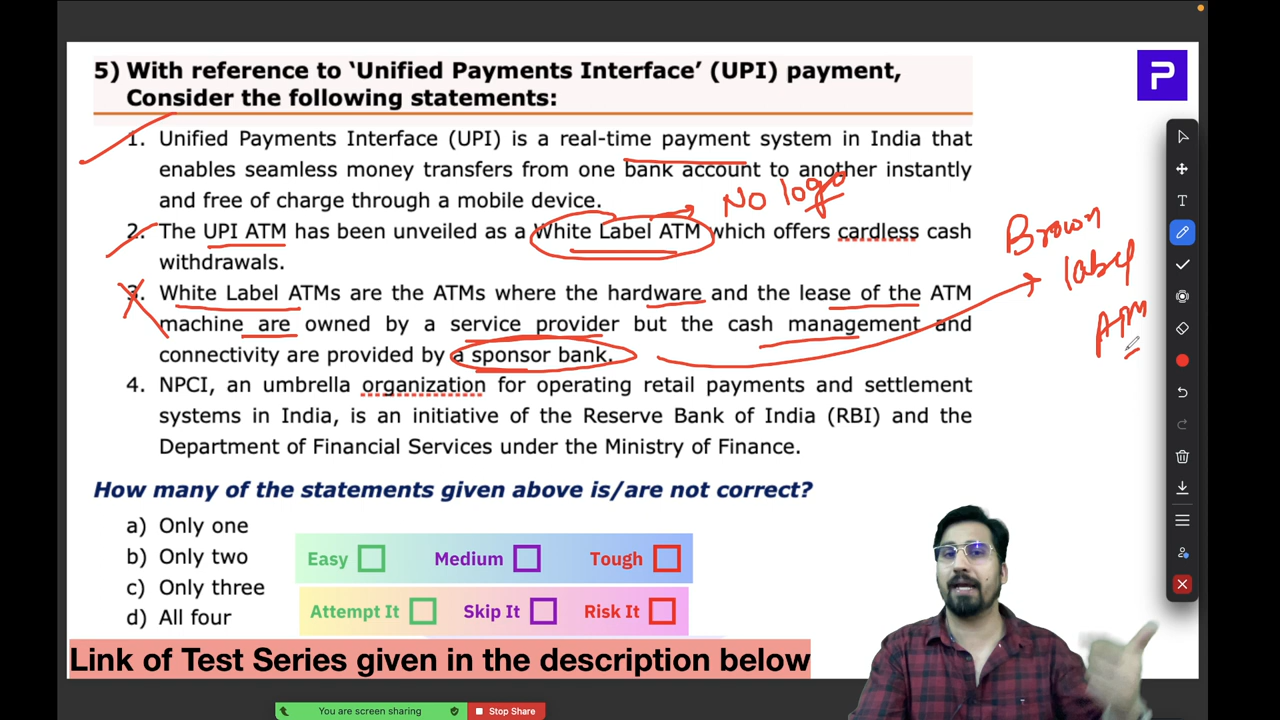 5) With reference to ‘Unified Payments Interface’ (UPI) payment,
Consider the following statements:
1. Unified Payments Interface (UPI) is a real-time payment system in India that
enables seamless money transfers from one bank account to another instantly
and free of charge through a mobile device.
No logo
2. The UPI ATM has been unveiled as a White Label ATM which offers cardless cash
withdrawals.
Brown
label
ATM
3. White Label ATMs are the ATMs where the hardware and the lease of the ATM
machine are owned by a service provider but the cash management and
connectivity are provided by a sponsor bank.
4. NPCI, an umbrella organization for operating retail payments and settlement
systems in India, is an initiative of the Reserve Bank of India (RBI) and the
Department of Financial Services under the Ministry of Finance.
How many of the statements given above is/are not correct?
a) Only one
b) Only two
c) Only three
d) All four
Easy Medium Tough
Attempt It Skip It Risk It
Link of Test Series given in the description below
You are screen sharing Stop Share
P
T